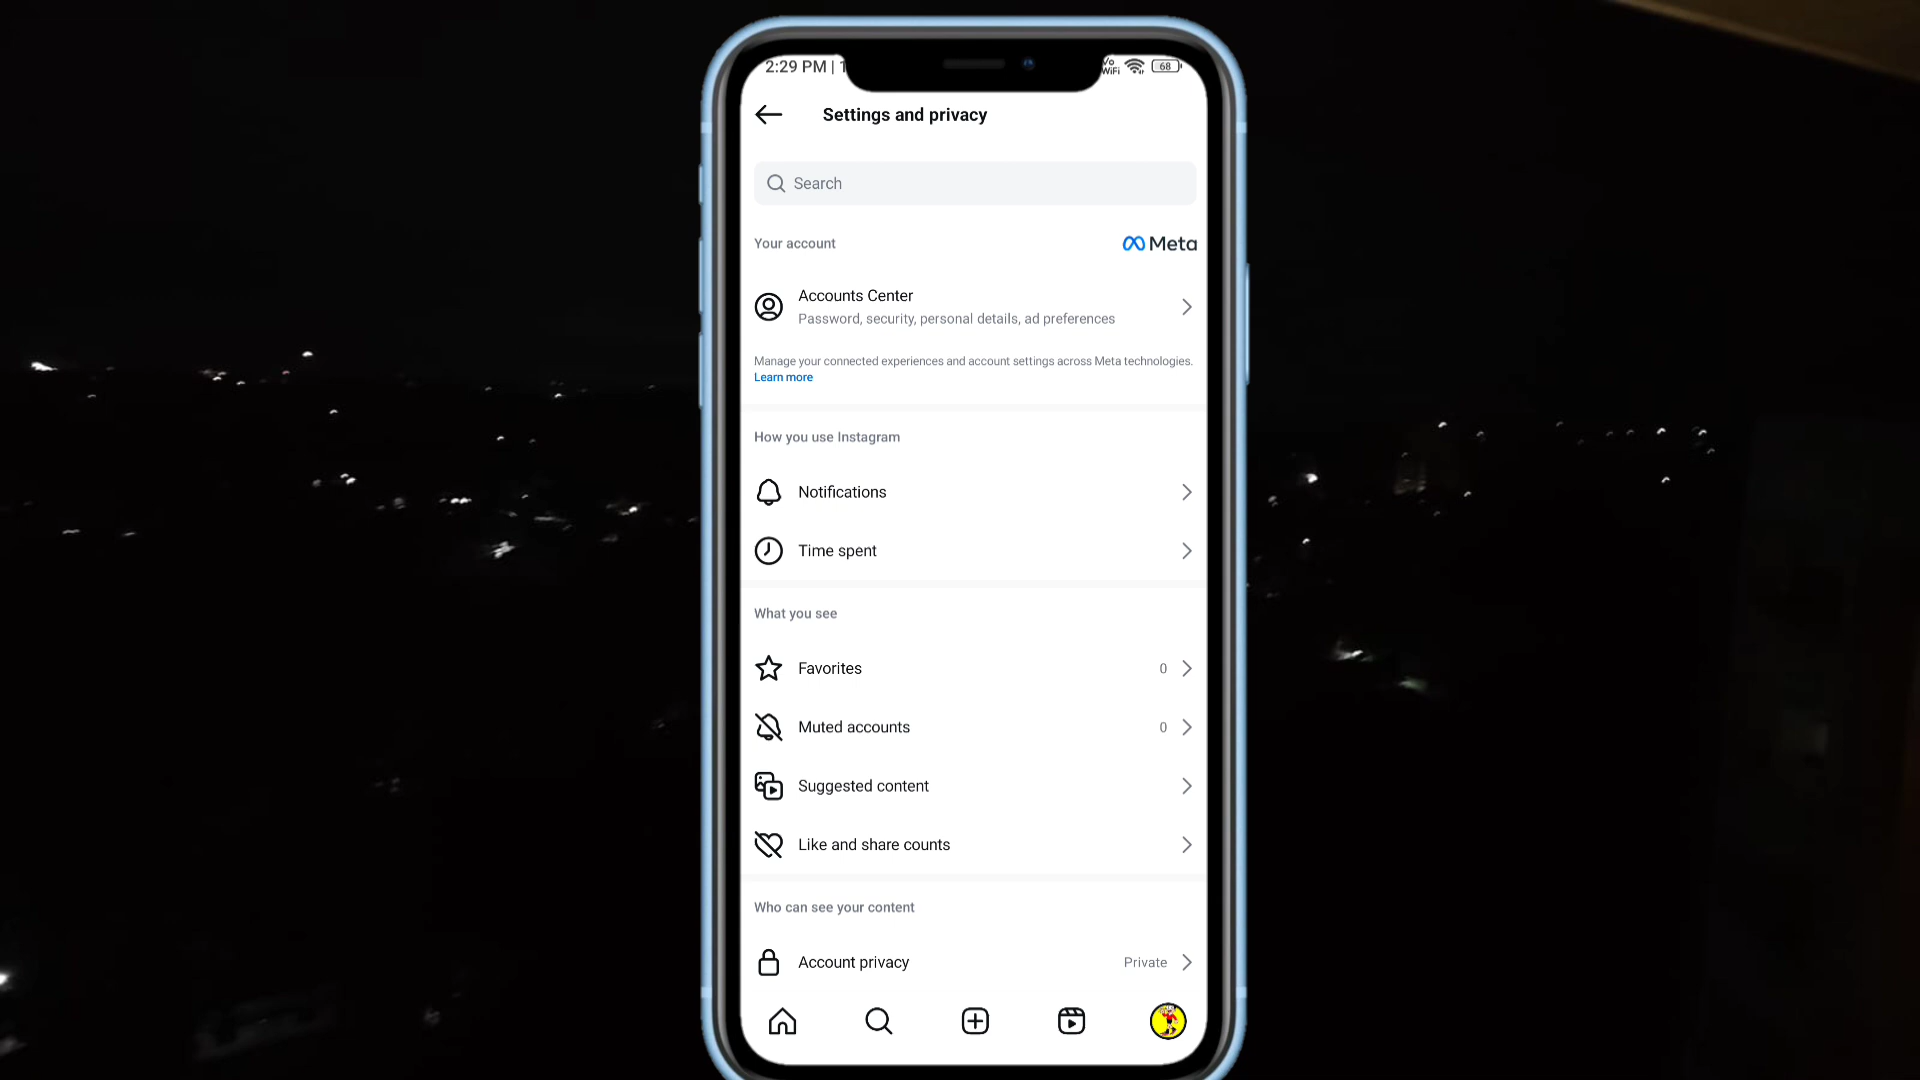 2:29 PM |
Vo
WiFi
68
Settings and privacy
Search
Your account
Meta
Accounts Center
Password, security, personal details, ad preferences
Manage your connected experiences and account settings across Meta technologies.
Learn more
How you use Instagram
Notifications
Time spent
What you see
Favorites 0
Muted accounts 0
Suggested content
Like and share counts
Who can see your content
Account privacy Private